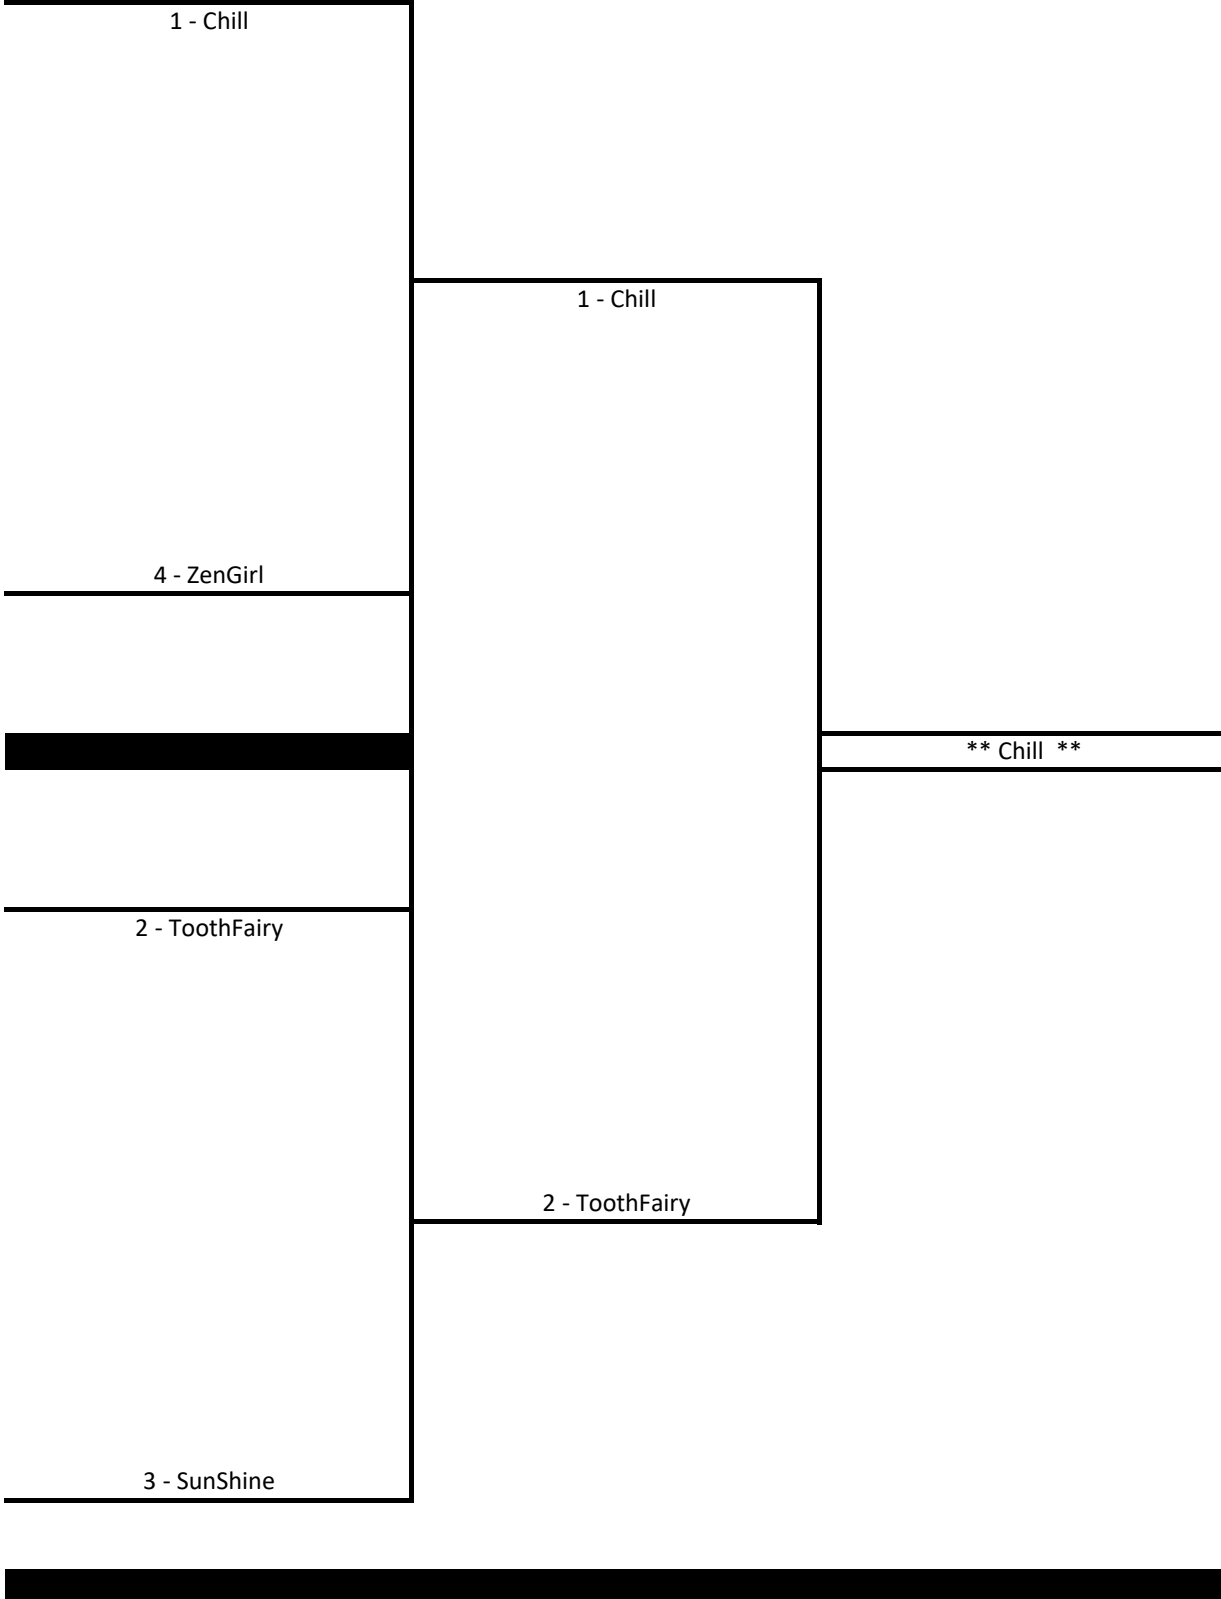 1 - Chill
1 - Chill
4 - ZenGirl
** Chill  **
2 - ToothFairy
2 - ToothFairy
3 - SunShine